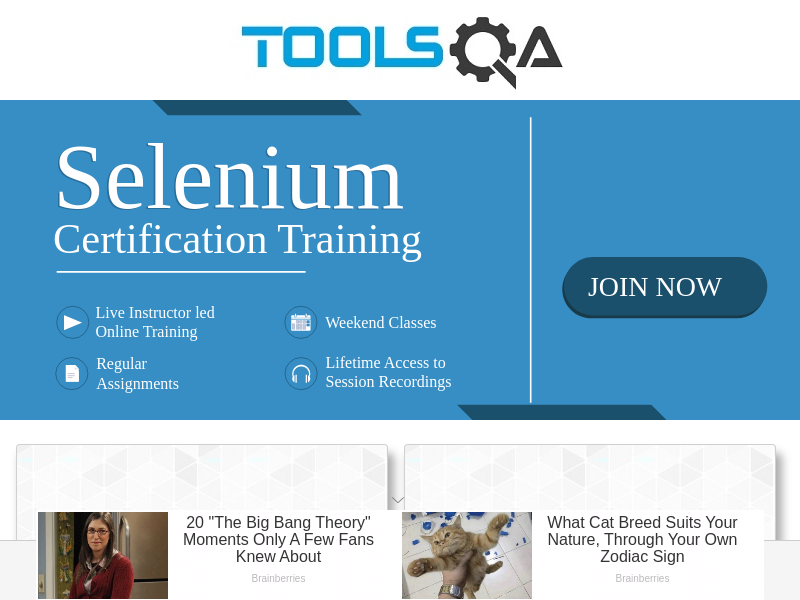 TOOLSQA
Selenium
Certification Training
Live Instructor led
Online Training
Weekend Classes
Regular
Assignments
Lifetime Access to
Session Recordings
JOIN NOW
20 "The Big Bang Theory"
Moments Only A Few Fans
Knew About
Brainberries
What Cat Breed Suits Your
Nature, Through Your Own
Zodiac Sign
Brainberries